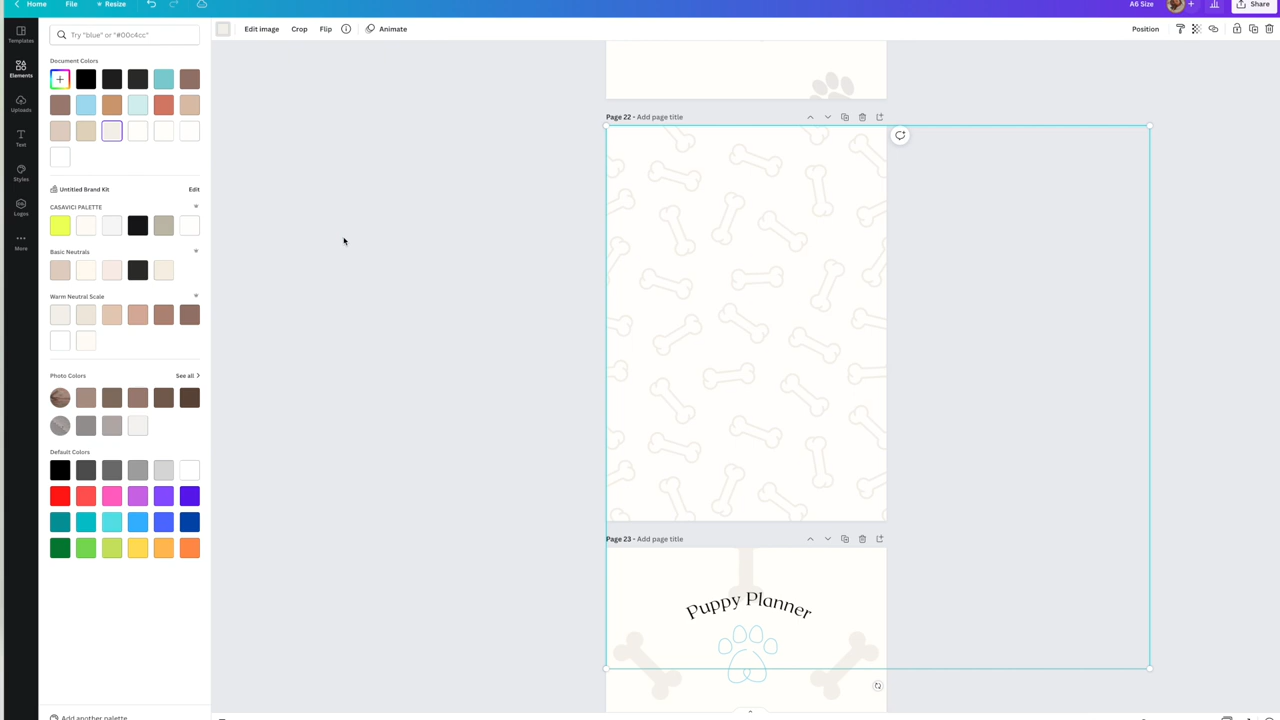 Home
File
Resize
A6 Size
Share
Try "blue" or "#00c4cc"
Edit image
Crop
Flip
Animate
Position
Templates
Elements
Uploads
Text
Styles
Logos
More
Document Colors
Untitled Brand Kit
Edit
CASAVICI PALETTE
Basic Neutrals
Warm Neutral Scale
Photo Colors
See all
Default Colors
Add another palette
Page 22 - Add page title
Page 23 - Add page title
Puppy Planner